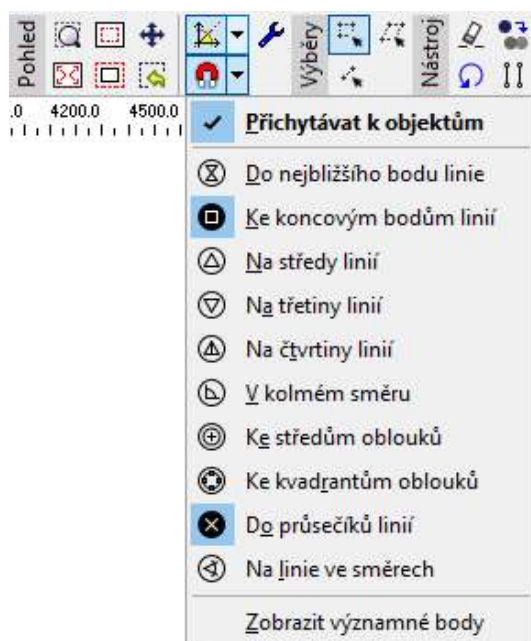 Pohled
Výběry
Nástroj
.0 4200.0 4500.0
Přichytávat k objektům
Do nejbližšího bodu linie
Ke koncovým bodům linií
Na středy linií
Na třetiny linií
Na čtvrtiny linií
V kolmém směru
Ke středům oblouků
Ke kvadrantům oblouků
Do průsečíků linií
Na linie ve směrech
Zobrazit významné body